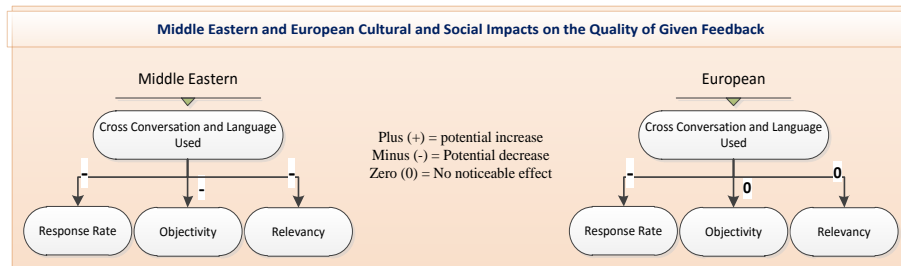 Middle Eastern and European Cultural and Social Impacts on the Quality of Given Feedback
Middle Eastern
Cross Conversation and Language
Used
-
-
-
Response Rate
Objectivity
Relevancy
Plus (+) = potential increase
Minus (-) = Potential decrease
Zero (0) = No noticeable effect
European
Cross Conversation and Language
Used
-
0
0
Response Rate
Objectivity
Relevancy